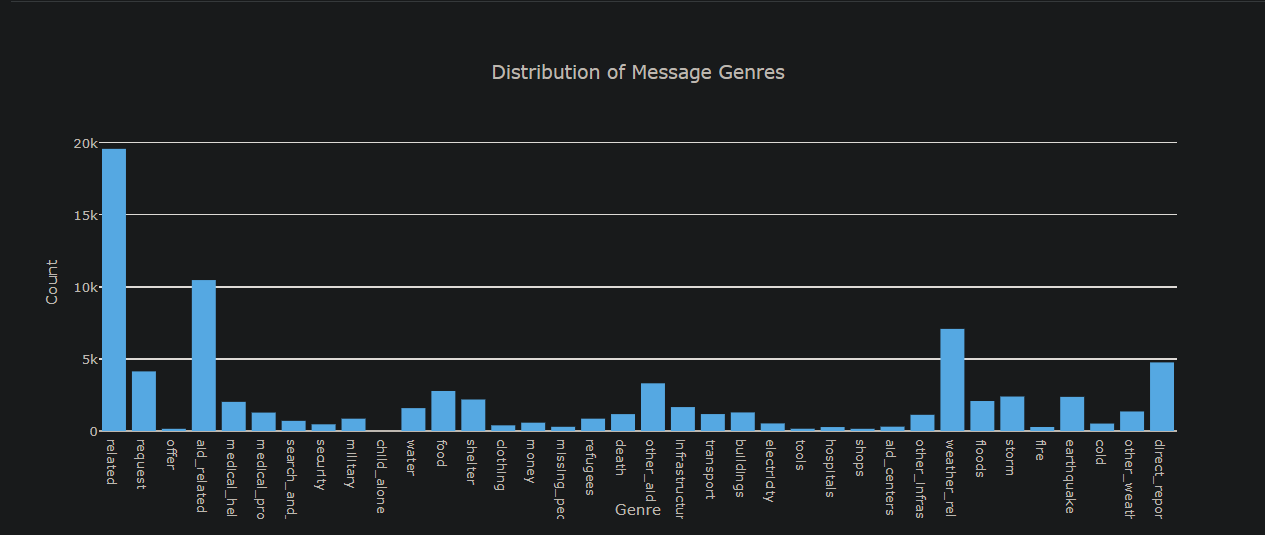 Distribution of Message Genres
Count
20k
15k
10k
5k
0
related
request
offer
aid_related
medical_hel
medical_pro
search_and_
security
military
child_alone
water
food
shelter
clothing
money
missing_peo
refugees
death
other_aid
infrastructur
transport
buildings
electricity
tools
hospitals
shops
aid_centers
other_infras
weather_rel
floods
storm
fire
earthquake
cold
other_weath
direct_repor
Genre